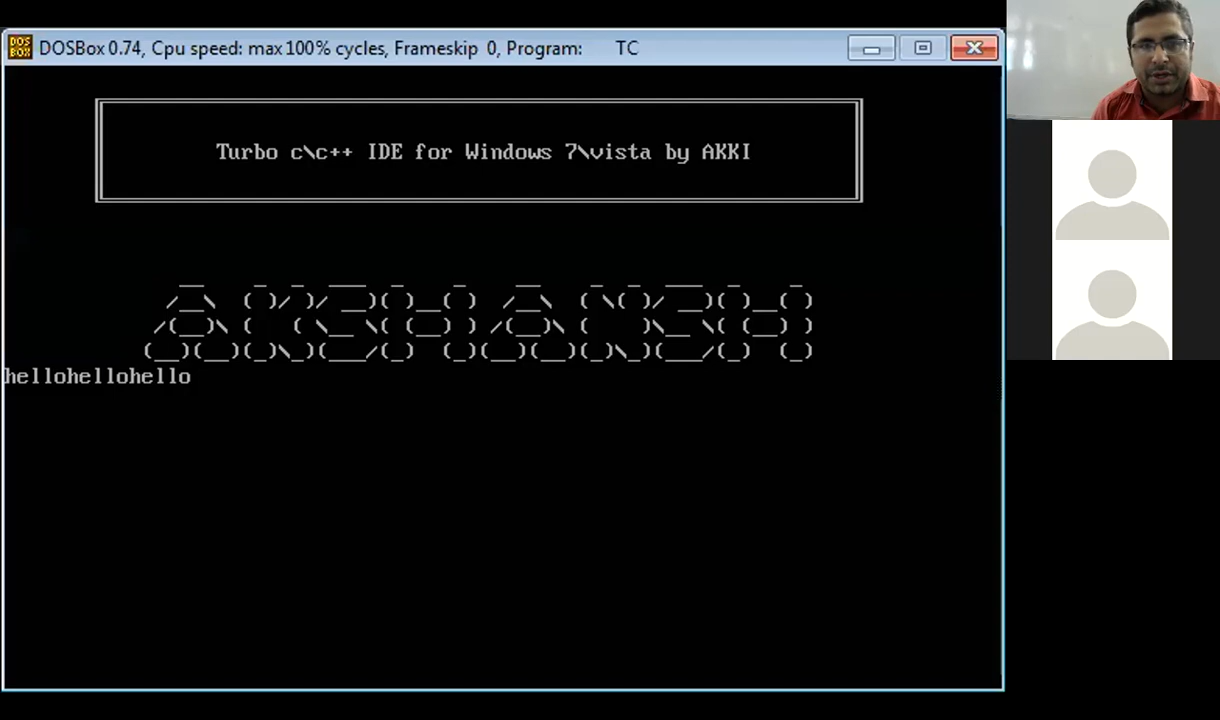 DOSBox 0.74, Cpu speed: max 100% cycles, Frameskip 0, Program: TC
Turbo c\c++ IDE for Windows 7\vista by AKKI
AKSHANSH
hellohellohello